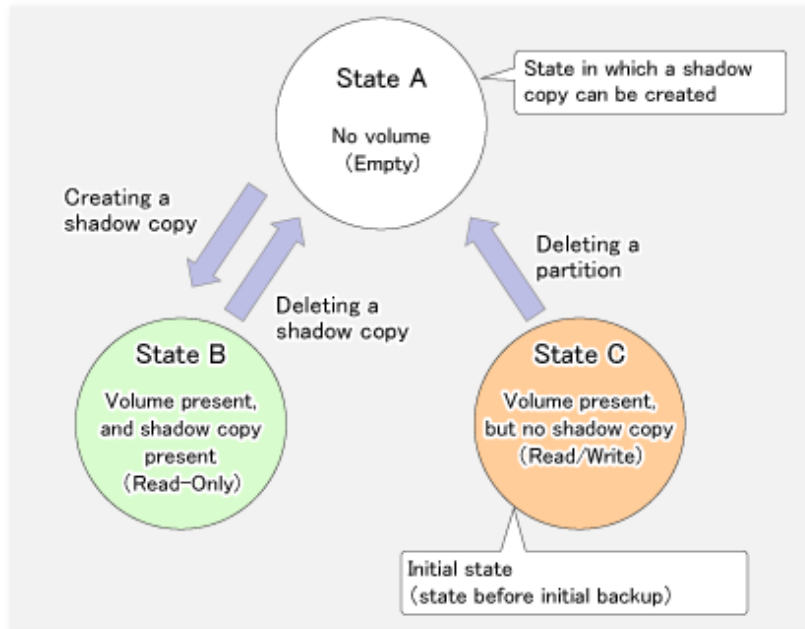 State A
No volume
(Empty)
State in which a shadow
copy can be created
Creating a
shadow copy
Deleting a
shadow copy
Deleting a
partition
State B
Volume present,
and shadow copy
present
(Read-Only)
State C
Volume present,
but no shadow copy
(Read/Write)
Initial state
(state before initial backup)